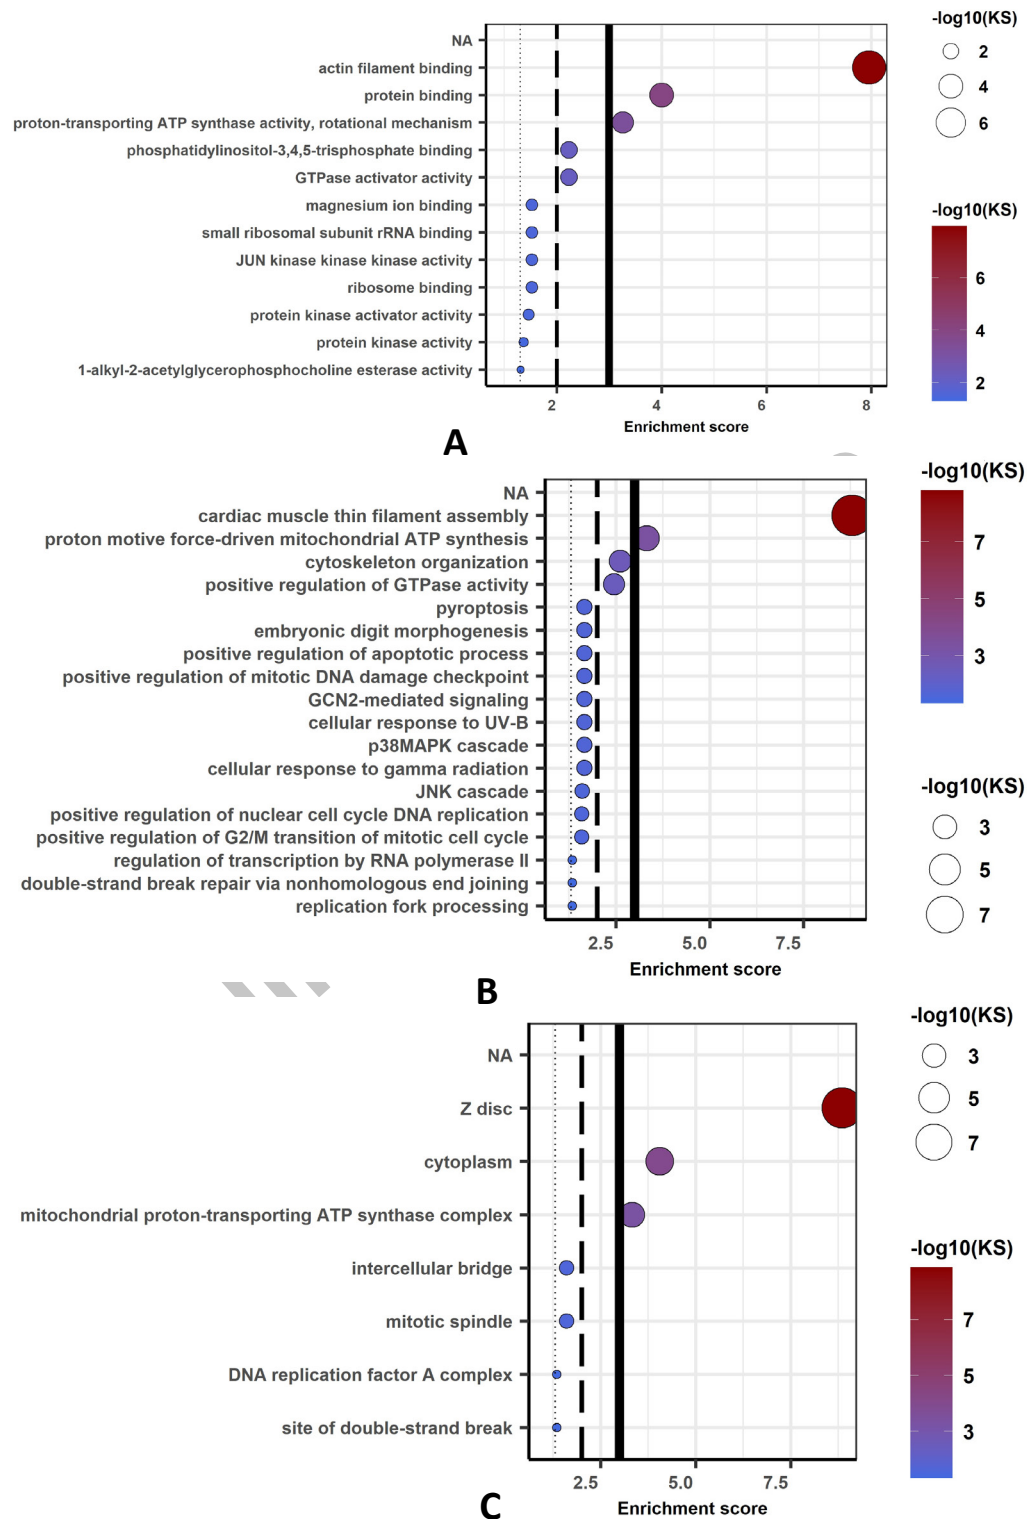 -log10(KS)
NA
actin filament binding
protein binding
proton-transporting ATP synthase activity, rotational mechanism
phosphatidylinositol-3,4,5-trisphosphate binding
GTPase activator activity
magnesium ion binding
small ribosomal subunit rRNA binding
JUN kinase kinase kinase activity
ribosome binding
protein kinase activator activity
protein kinase activity
1-alkyl-2-acetylglycerophosphocholine esterase activity
2
4
6
8
Enrichment score
2
4
6
-log10(KS)
6
4
2
A
-log10(KS)
NA
cardiac muscle thin filament assembly
proton motive force-driven mitochondrial ATP synthesis
cytoskeleton organization
positive regulation of GTPase activity
pyroptosis
embryonic digit morphogenesis
positive regulation of apoptotic process
positive regulation of mitotic DNA damage checkpoint
GCN2-mediated signaling
cellular response to UV-B
p38MAPK cascade
cellular response to gamma radiation
JNK cascade
positive regulation of nuclear cell cycle DNA replication
positive regulation of G2/M transition of mitotic cell cycle
regulation of transcription by RNA polymerase II
double-strand break repair via nonhomologous end joining
replication fork processing
2.5
5.0
7.5
Enrichment score
7
5
3
-log10(KS)
3
5
7
B
-log10(KS)
NA
Z disc
cytoplasm
mitochondrial proton-transporting ATP synthase complex
intercellular bridge
mitotic spindle
DNA replication factor A complex
site of double-strand break
2.5
5.0
7.5
Enrichment score
3
5
7
-log10(KS)
7
5
3
C